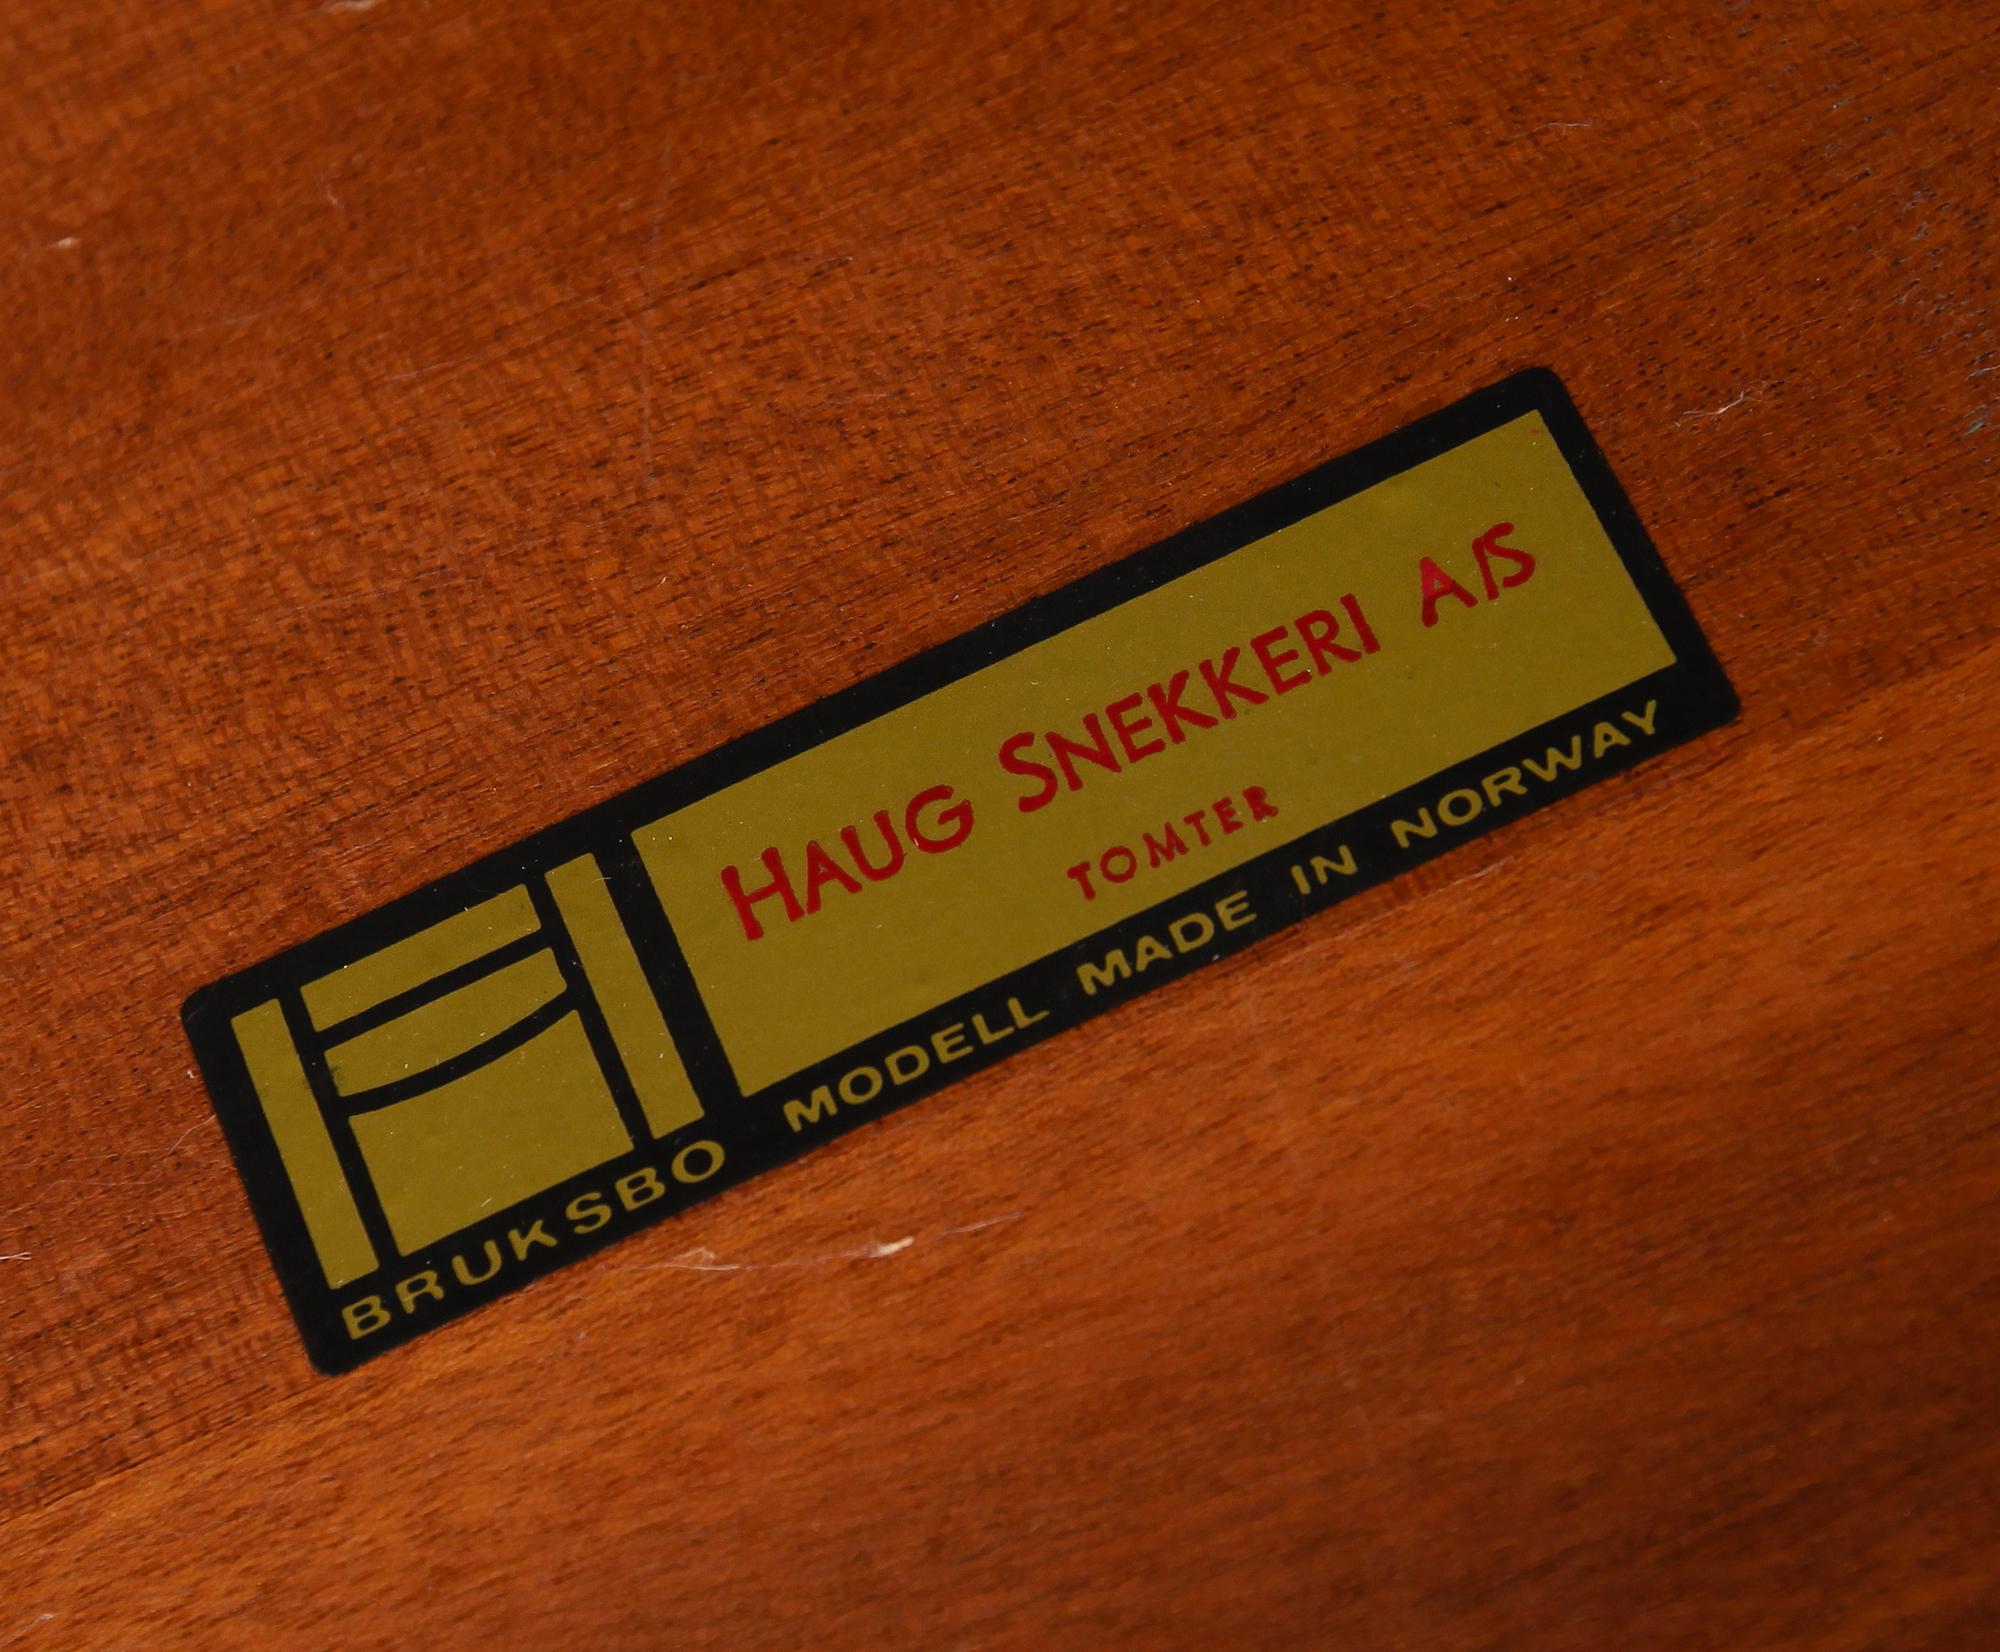 HAUG SNEKKERI A/S
TOMTER
BRUKSBO MODELL MADE IN NORWAY